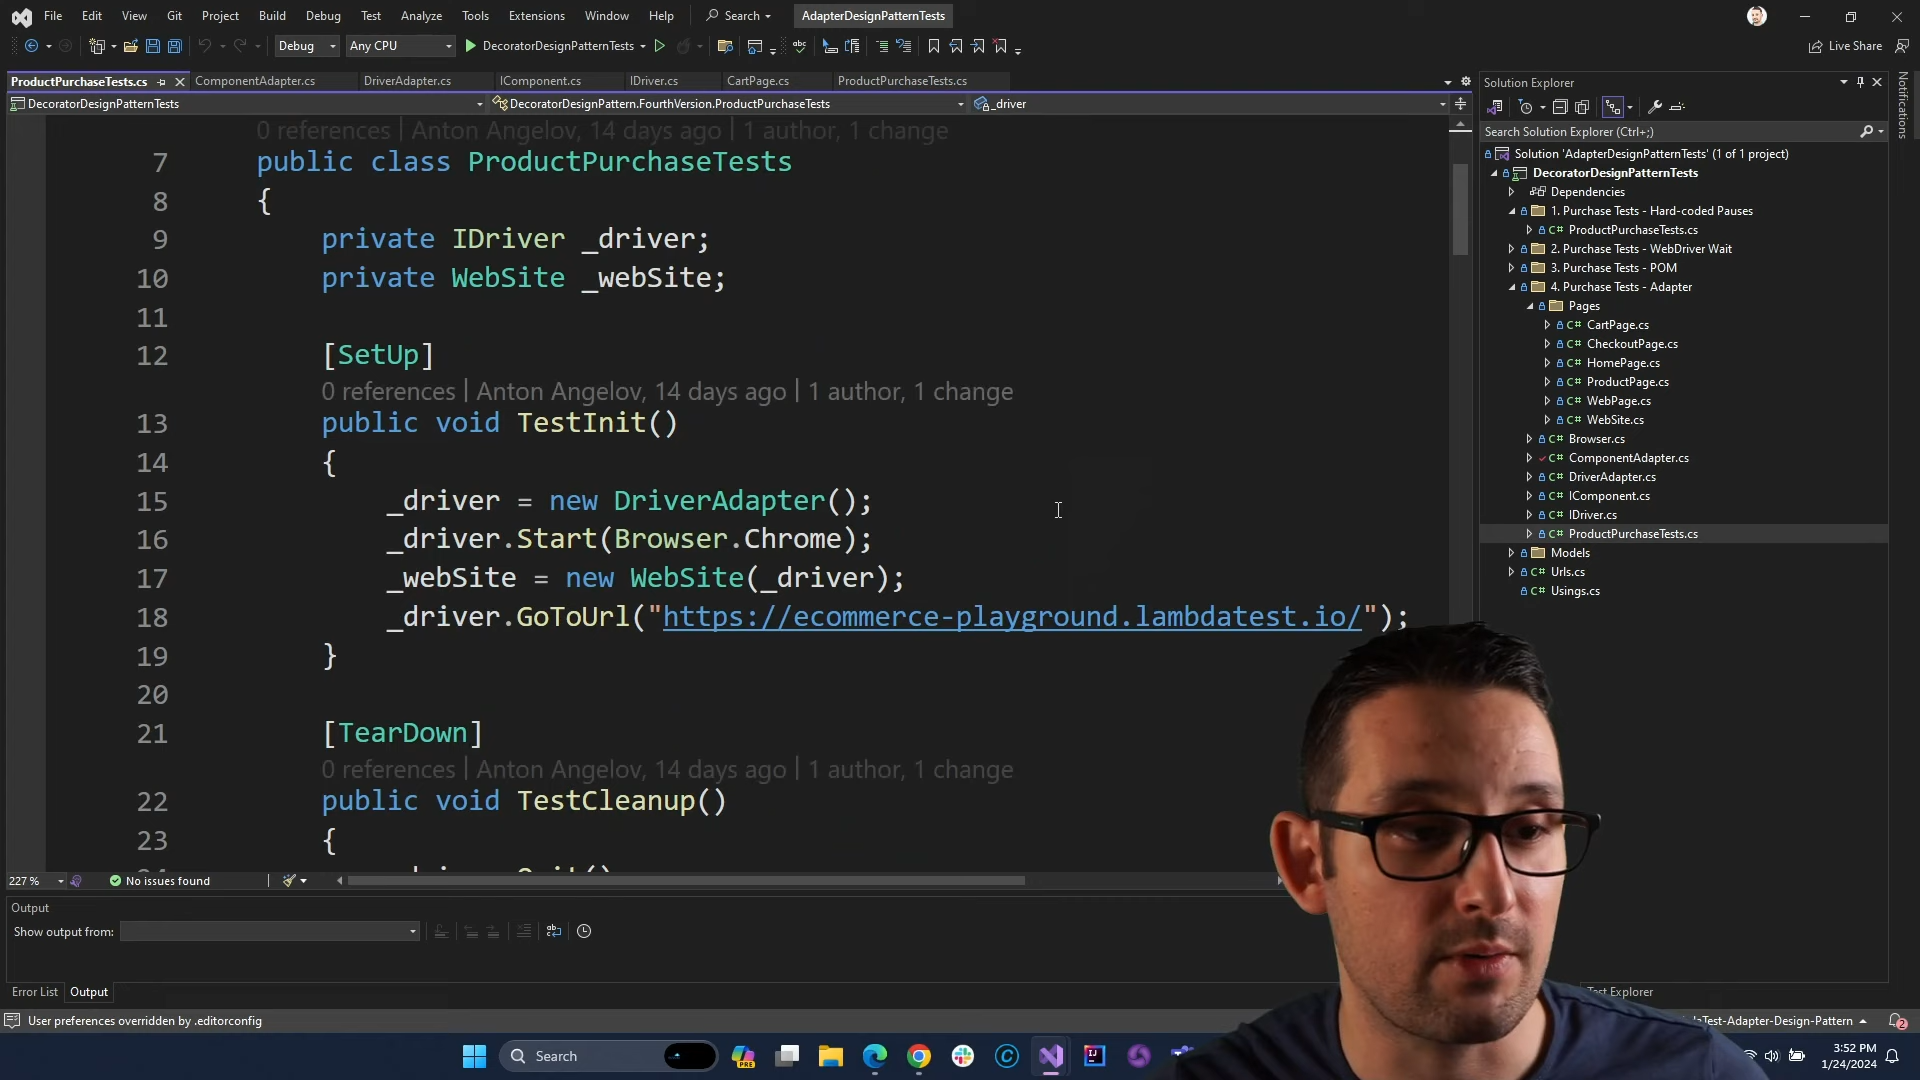 File Edit View Git Project Build Debug Test Analyze Tools Extensions Window Help Search AdapterDesignPatternTests
Debug Any CPU DecoratorDesignPatternTests Live Share
ProductPurchaseTests.cs ComponentAdapter.cs DriverAdapter.cs IComponent.cs IDriver.cs CartPage.cs ProductPurchaseTests.cs
DecoratorDesignPatternTests DecoratorDesignPattern.FourthVersion.ProductPurchaseTests _driver
0 references | Anton Angelov, 14 days ago | 1 author, 1 change
7 public class ProductPurchaseTests
8 {
9 private IDriver _driver;
10 private WebSite _webSite;
11
12 [SetUp]
0 references | Anton Angelov, 14 days ago | 1 author, 1 change
13 public void TestInit()
14 {
15 _driver = new DriverAdapter();
16 _driver.Start(Browser.Chrome);
17 _webSite = new WebSite(_driver);
18 _driver.GoToUrl("https://ecommerce-playground.lambdatest.io/");
19 }
20
21 [TearDown]
0 references | Anton Angelov, 14 days ago | 1 author, 1 change
22 public void TestCleanup()
23 {
227 % No issues found
Output
Show output from:
Error List Output
User preferences overridden by .editorconfig
Solution Explorer
Search Solution Explorer (Ctrl+;)
Solution 'AdapterDesignPatternTests' (1 of 1 project)
DecoratorDesignPatternTests
Dependencies
1. Purchase Tests - Hard-coded Pauses
C# ProductPurchaseTests.cs
2. Purchase Tests - WebDriver Wait
3. Purchase Tests - POM
4. Purchase Tests - Adapter
Pages
C# CartPage.cs
C# CheckoutPage.cs
C# HomePage.cs
C# ProductPage.cs
C# WebPage.cs
C# WebSite.cs
C# Browser.cs
C# ComponentAdapter.cs
C# DriverAdapter.cs
C# IComponent.cs
C# IDriver.cs
C# ProductPurchaseTests.cs
Models
C# Urls.cs
C# Usings.cs
Notifications
Test Explorer
Test-Adapter-Design-Pattern 2
Search PRE IJ
3:52 PM
1/24/2024